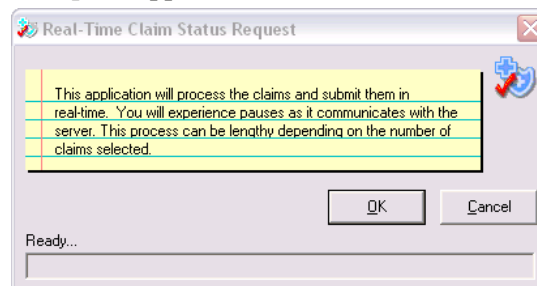 Real-Time Claim Status Request
This application will process the claims and submit them in
real-time. You will experience pauses as it communicates with the
server. This process can be lengthy depending on the number of
claims selected.
OK
Cancel
Ready...